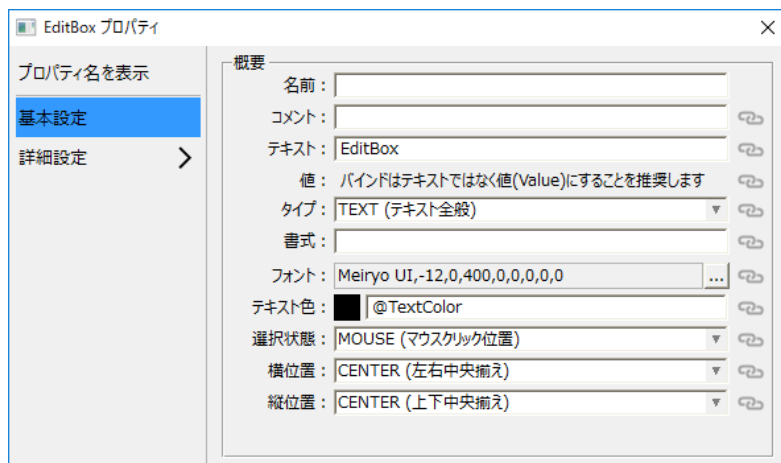 EditBox プロパティ
プロパティ名を表示
基本設定
詳細設定
概要
名前：
コメント：
テキスト： EditBox
値： バインドはテキストではなく値(Value)にすることを推奨します
タイプ： TEXT (テキスト全般)
書式：
フォント： Meiryo UI,-12,0,400,0,0,0,0,0 ...
テキスト色： @TextColor
選択状態： MOUSE (マウスクリック位置)
横位置： CENTER (左右中央揃え)
縦位置： CENTER (上下中央揃え)